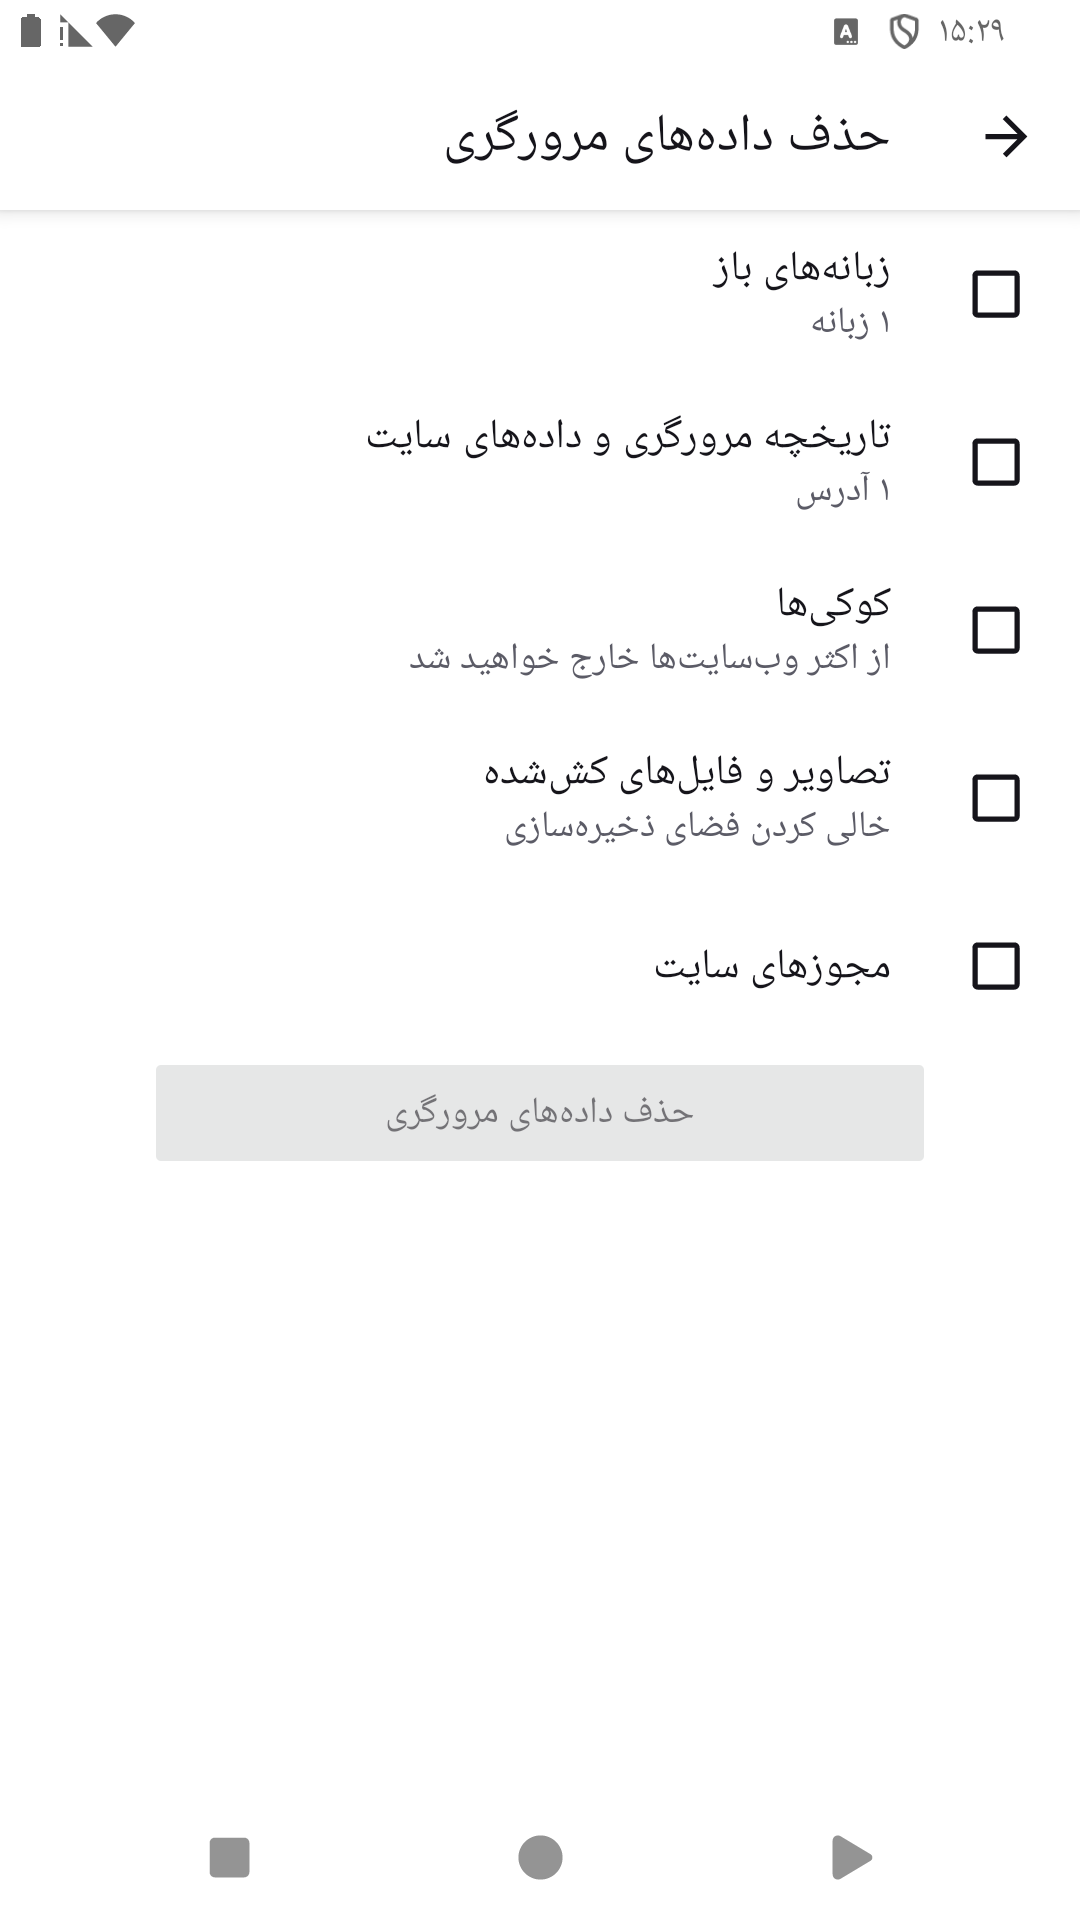 ۱۵:۲۹
حذف داده‌های مرورگری
زبانه‌های باز
۱ زبانه
تاریخچه مرورگری و داده‌های سایت
۱ آدرس
کوکی‌ها
از اکثر وب‌سایت‌ها خارج خواهید شد
تصاویر و فایل‌های کش‌شده
خالی کردن فضای ذخیره‌سازی
مجوزهای سایت
حذف داده‌های مرورگری